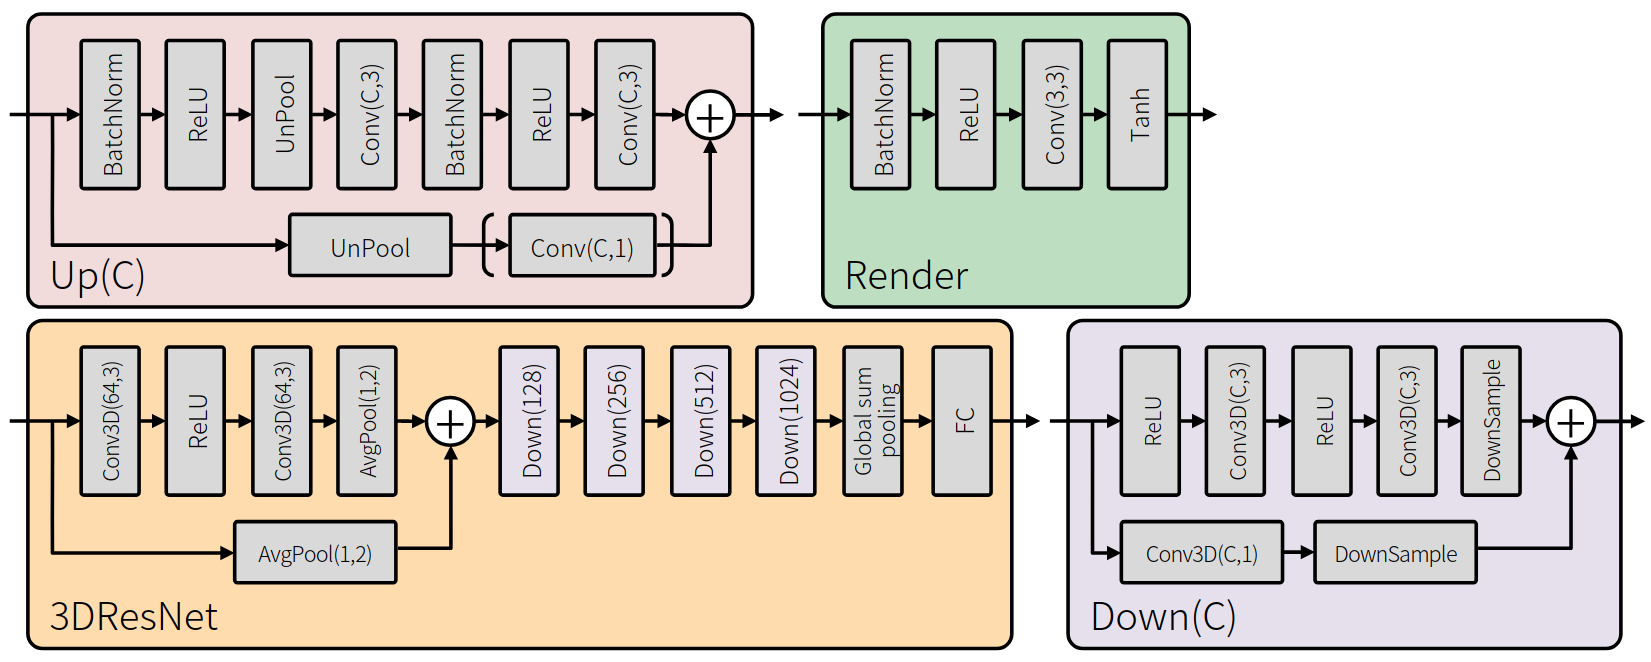 BatchNorm
ReLU
UnPool
Conv(C,3)
BatchNorm
ReLU
Conv(C,3)
+
UnPool
Conv(C,1)
Up(C)
BatchNorm
ReLU
Conv(3,3)
Tanh
Render
Conv3D(64,3)
ReLU
Conv3D(64,3)
AvgPool(1,2)
+
Down(128)
Down(256)
Down(512)
Down(1024)
Global sum
pooling
FC
AvgPool(1,2)
3DResNet
ReLU
Conv3D(C,3)
ReLU
Conv3D(C,3)
DownSample
+
Conv3D(C,1)
DownSample
Down(C)